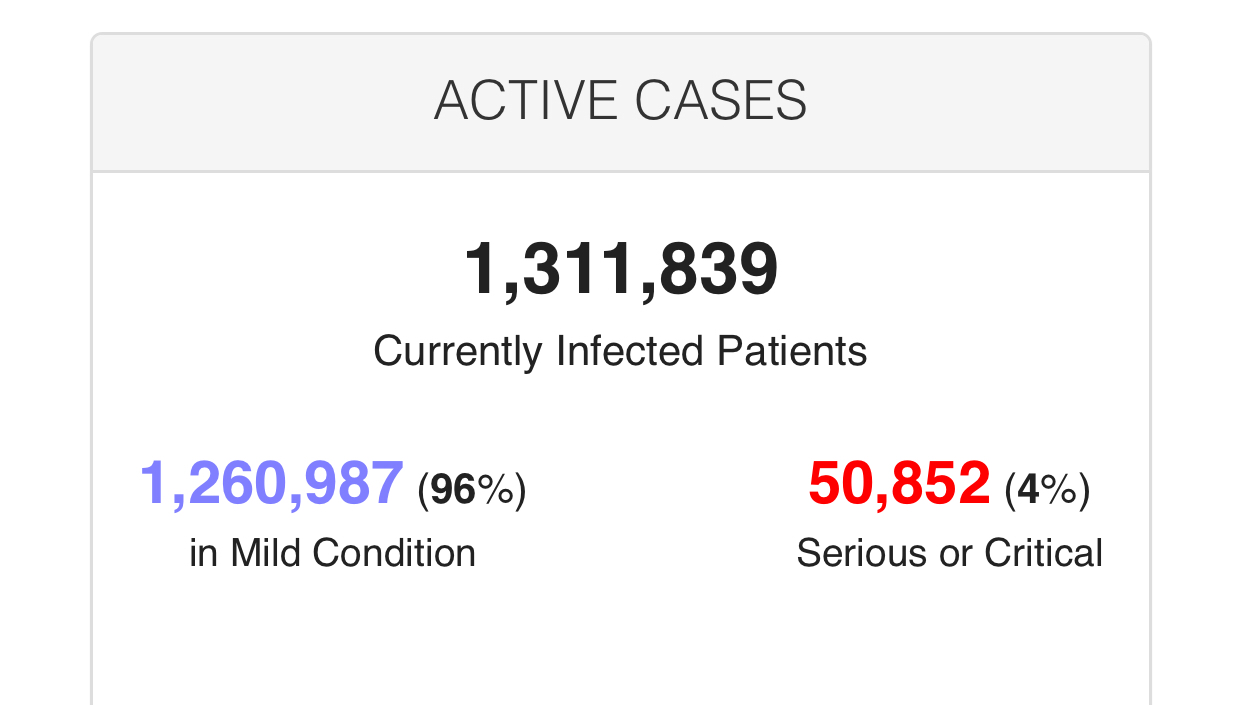 ACTIVE CASES
1,311,839
Currently Infected Patients
1,260,987 (96%)
in Mild Condition
50,852 (4%)
Serious or Critical